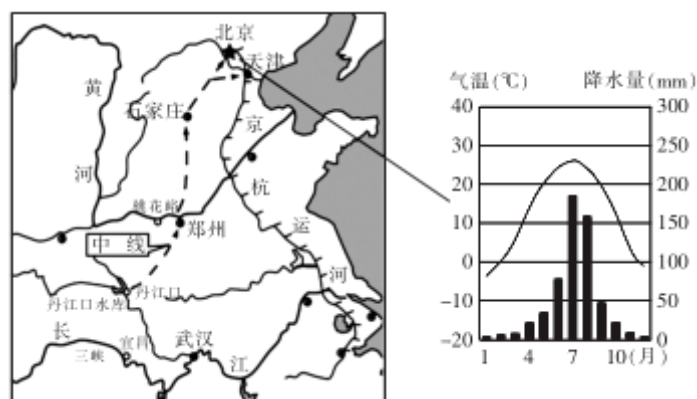 北京
天津
黄
河
石家庄
京
杭
运
河
桃花峪
郑州
中线
丹江口
丹江口水库
长
江
三峡
宜昌
武汉
气温(℃)
降水量(mm)
40
30
20
10
0
-10
-20
300
250
200
150
100
50
0
1 4 7 10(月)